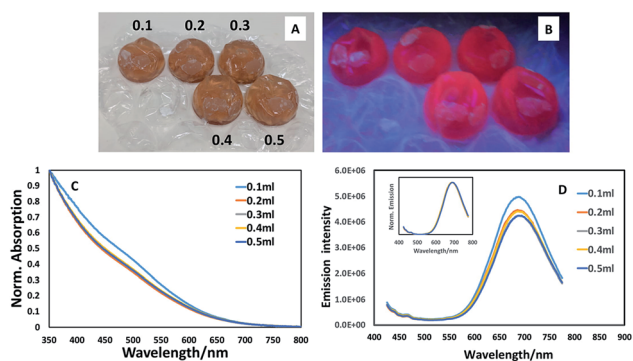 0.1 0.2 0.3 A
0.4 0.5
B
C
1
0.9
0.8
0.7
0.6
0.5
0.4
0.3
0.2
0.1
0
350 400 450 500 550 600 650 700 750 800
Norm. Absorption
Wavelength/nm
0.1ml
0.2ml
0.3ml
0.4ml
0.5ml
D
6.0E+06
5.0E+06
4.0E+06
3.0E+06
2.0E+06
1.0E+06
0.0E+00
400 450 500 550 600 650 700 750 800 850 900
Emission Intensity
Wavelength/nm
0.1ml
0.2ml
0.3ml
0.4ml
0.5ml
Norm. Emission
400 500 600 700 800
Wavelength/nm